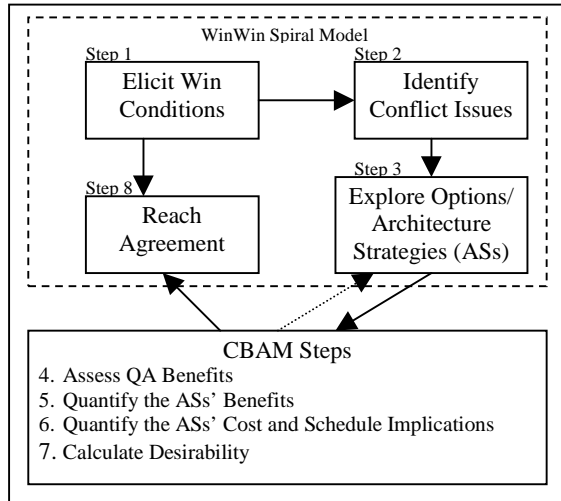 WinWin Spiral Model
Step 1
Elicit Win
Conditions
Step 2
Identify
Conflict Issues
Step 3
Explore Options/
Architecture
Strategies (ASs)
Step 8
Reach
Agreement
CBAM Steps
4. Assess QA Benefits
5. Quantify the ASs' Benefits
6. Quantify the ASs' Cost and Schedule Implications
7. Calculate Desirability